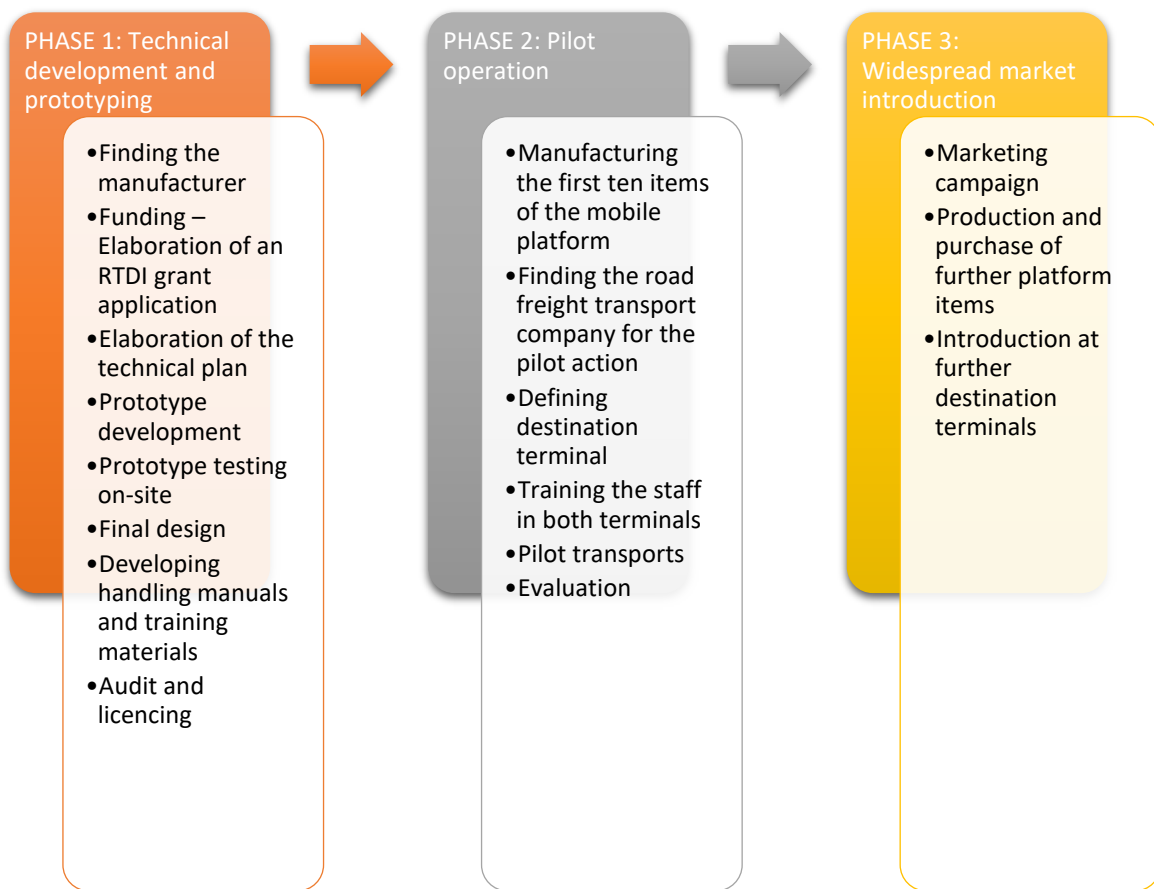 PHASE 1: Technical
development and
prototyping
•Finding the
manufacturer
•Funding –
Elaboration of an
RTDI grant
application
•Elaboration of the
technical plan
•Prototype
development
•Prototype testing
on-site
•Final design
•Developing
handling manuals
and training
materials
•Audit and
licencing
PHASE 2: Pilot
operation
•Manufacturing
the first ten items
of the mobile
platform
•Finding the road
freight transport
company for the
pilot action
•Defining
destination
terminal
•Training the staff
in both terminals
•Pilot transports
•Evaluation
PHASE 3:
Widespread market
introduction
•Marketing
campaign
•Production and
purchase of
further platform
items
•Introduction at
further
destination
terminals